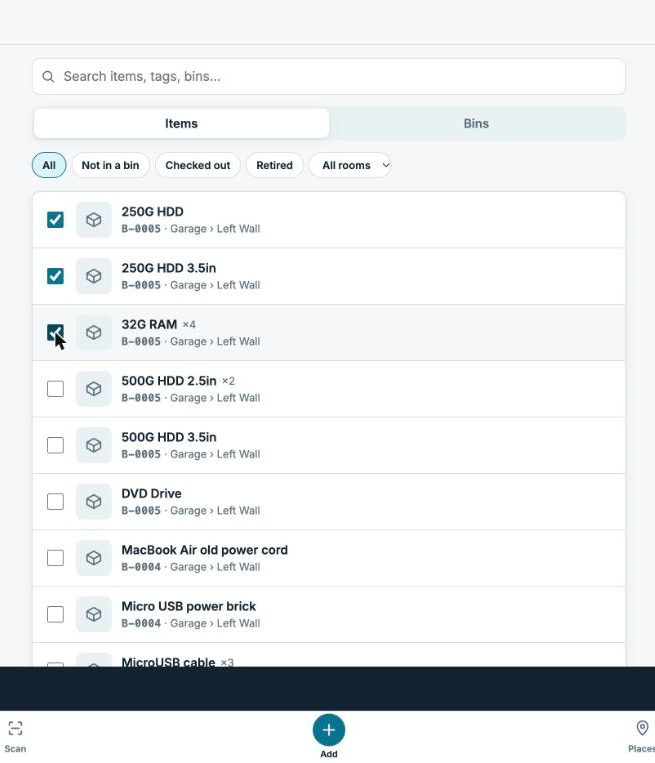 Search items, tags, bins...
Items Bins
All Not in a bin Checked out Retired All rooms
250G HDD
B-0005 · Garage › Left Wall
250G HDD 3.5in
B-0005 · Garage › Left Wall
32G RAM ×4
B-0005 · Garage › Left Wall
500G HDD 2.5in ×2
B-0005 · Garage › Left Wall
500G HDD 3.5in
B-0005 · Garage › Left Wall
DVD Drive
B-0005 · Garage › Left Wall
MacBook Air old power cord
B-0004 · Garage › Left Wall
Micro USB power brick
B-0004 · Garage › Left Wall
MicroUSB cable ×3
Scan Add Places